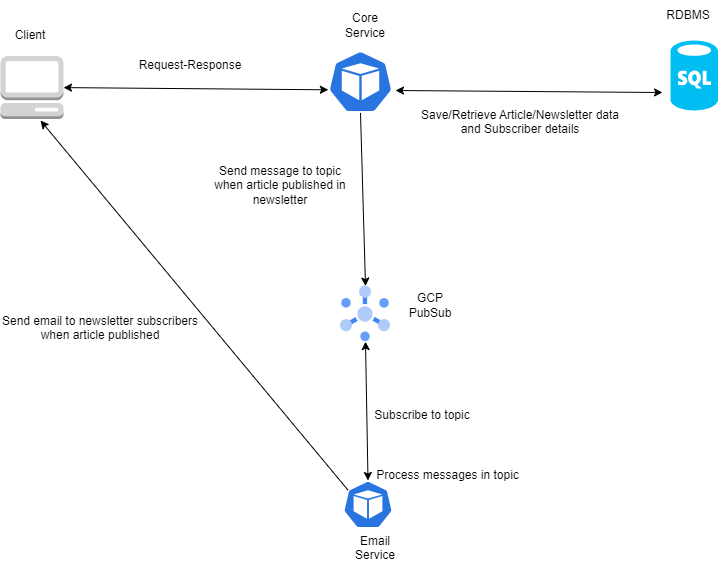 RDBMS
Core
Service
Client
Request-Response
SQL
Save/Retrieve Article/Newsletter data
and Subscriber details
Send message to topic
when article published in
newsletter
GCP
PubSub
Send email to newsletter subscribers
when article published
Subscribe to topic
Process messages in topic
Email
Service